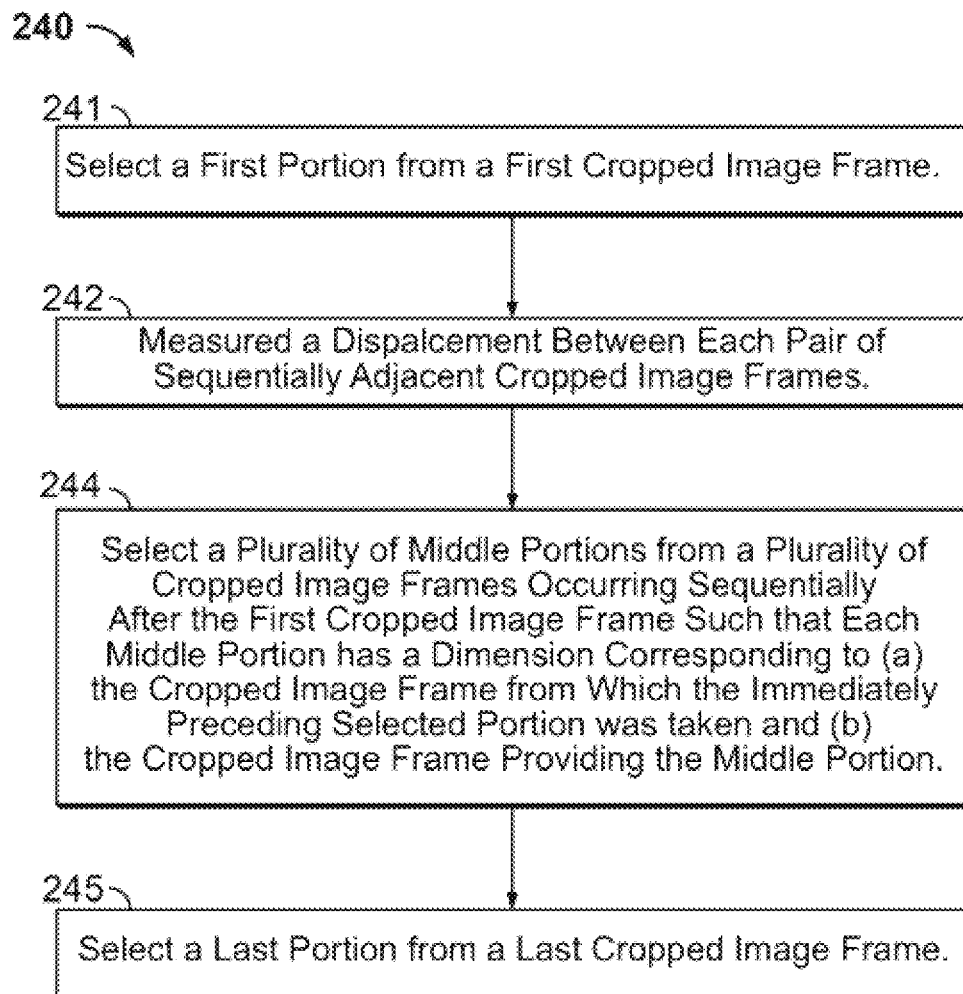 240
241
Select a First Portion from a First Cropped Image Frame.
242
Measured a Dispalcement Between Each Pair of
Sequentially Adjacent Cropped Image Frames.
244
Select a Plurality of Middle Portions from a Plurality of
Cropped Image Frames Occurring Sequentially
After the First Cropped Image Frame Such that Each
Middle Portion has a Dimension Corresponding to (a)
the Cropped Image Frame from Which the Immediately
Preceding Selected Portion was taken and (b)
the Cropped Image Frame Providing the Middle Portion.
245
Select a Last Portion from a Last Cropped Image Frame.